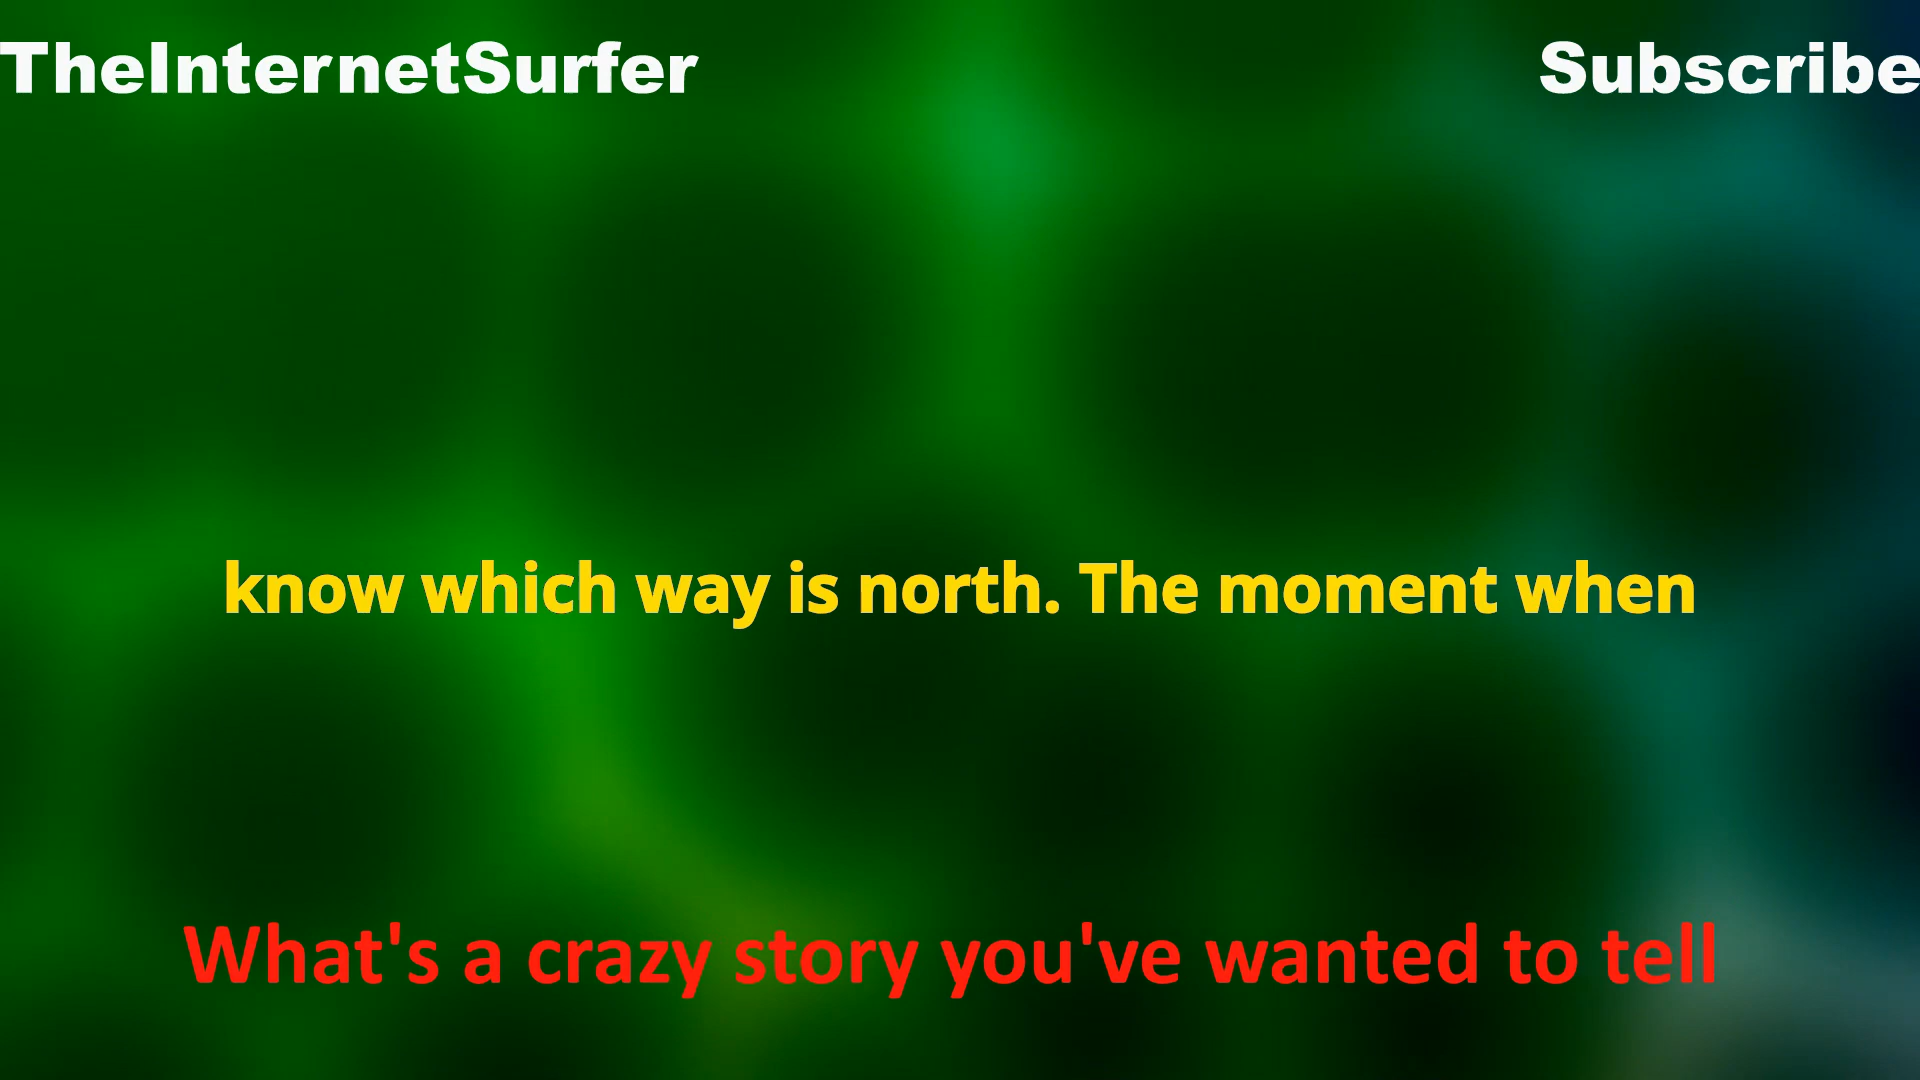 TheInternetSurfer Subscribe
know which way is north. The moment when
What's a crazy story you've wanted to tell